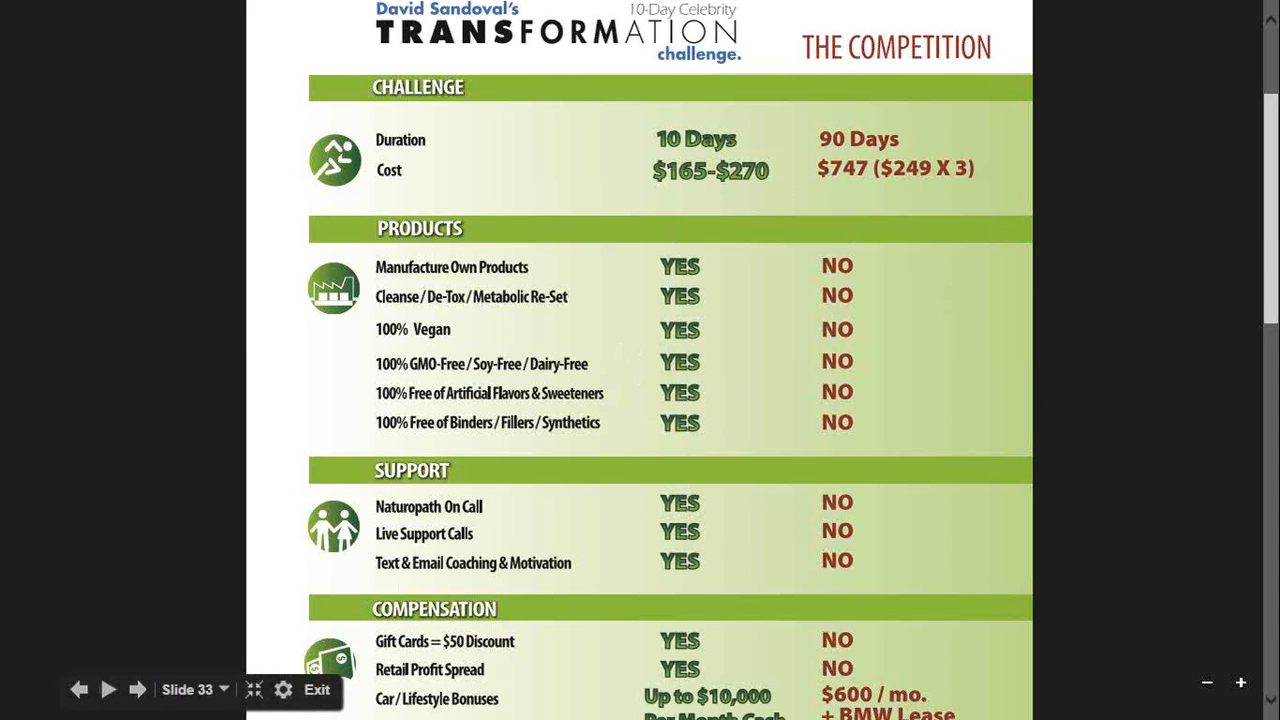 David Sandoval's 10-Day Celebrity
TRANSFORMATION
challenge.
THE COMPETITION
CHALLENGE
Duration 10 Days 90 Days
Cost $165-$270 $747 ($249 X 3)
PRODUCTS
Manufacture Own Products YES NO
Cleanse / De-Tox / Metabolic Re-Set YES NO
100% Vegan YES NO
100% GMO-Free / Soy-Free / Dairy-Free YES NO
100% Free of Artificial Flavors & Sweeteners YES NO
100% Free of Binders / Fillers / Synthetics YES NO
SUPPORT
Naturopath On Call YES NO
Live Support Calls YES NO
Text & Email Coaching & Motivation YES NO
COMPENSATION
Gift Cards = $50 Discount YES NO
Retail Profit Spread YES NO
Car / Lifestyle Bonuses Up to $10,000 $600 / mo.
Per Month Cash + BMW Lease
Slide 33 Exit